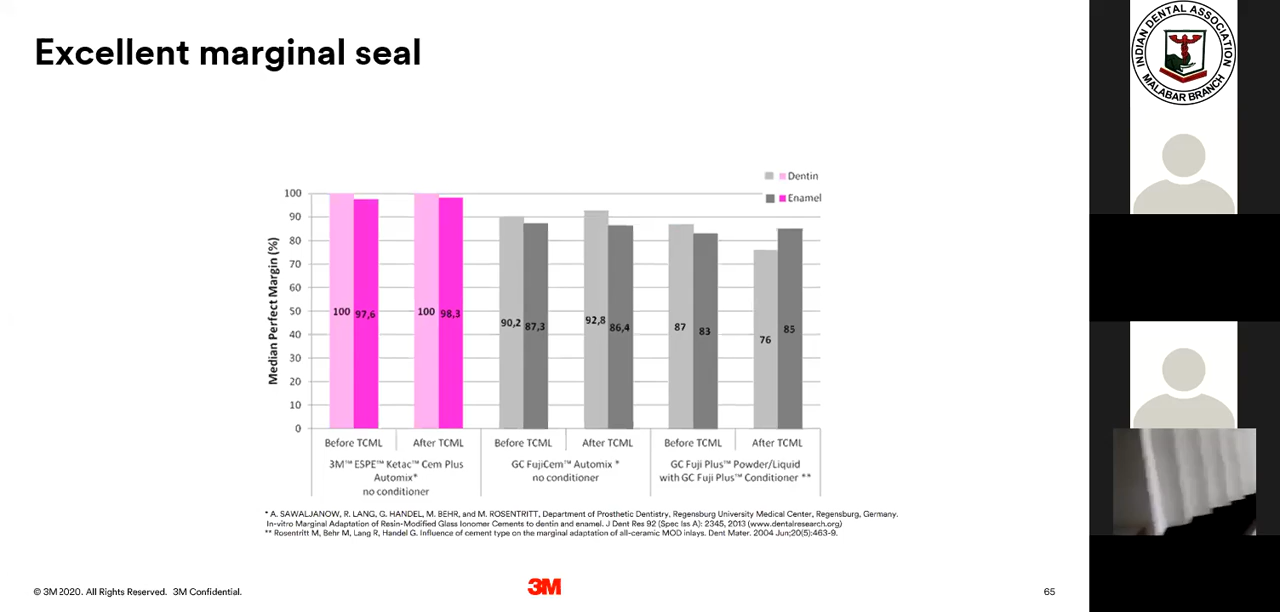 Excellent marginal seal
INDIAN DENTAL ASSOCIATION
MALABAR BRANCH
Dentin
Enamel
Median Perfect Margin (%)
100
90
80
70
60
50
40
30
20
10
0
100 97,6 100 98,3 90,2 87,3 92,8 86,4 87 83 76 85
Before TCML After TCML Before TCML After TCML Before TCML After TCML
3M™ ESPE™ Ketac™ Cem Plus
Automix*
no conditioner
GC FujiCem™ Automix *
no conditioner
GC Fuji Plus™ Powder/Liquid
with GC Fuji Plus™ Conditioner **
* A. SAWALJANOW, R. LANG, G. HANDEL, M. BEHR, and M. ROSENTRITT, Department of Prosthetic Dentistry, Regensburg University Medical Center, Regensburg, Germany.
In-vitro Marginal Adaptation of Resin-Modified Glass Ionomer Cements to dentin and enamel. J Dent Res 92 (Spec Iss A): 2345, 2013 (www.dentalresearch.org)
** Rosentritt M, Behr M, Lang R, Handel G. Influence of cement type on the marginal adaptation of all-ceramic MOD inlays. Dent Mater. 2004 Jun;20(5):463-9.
© 3M 2020. All Rights Reserved. 3M Confidential.
3M
65